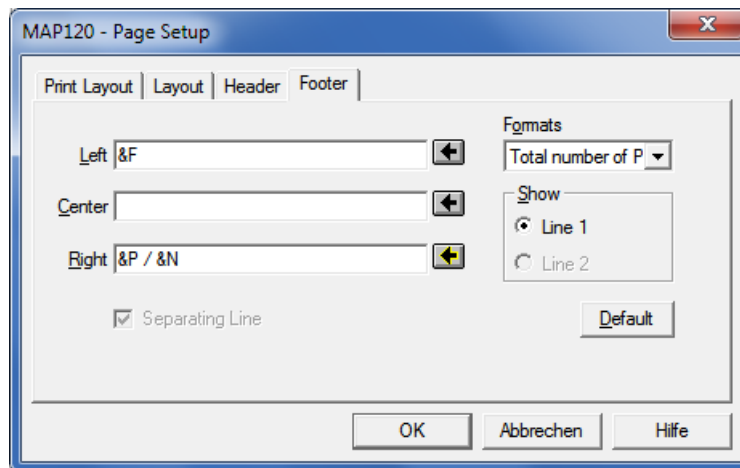 MAP120 - Page Setup
Print Layout Layout Header Footer
Formats
Left &F Total number of P
Center Show
Line 1
Right &P / &N Line 2
Separating Line Default
OK Abbrechen Hilfe